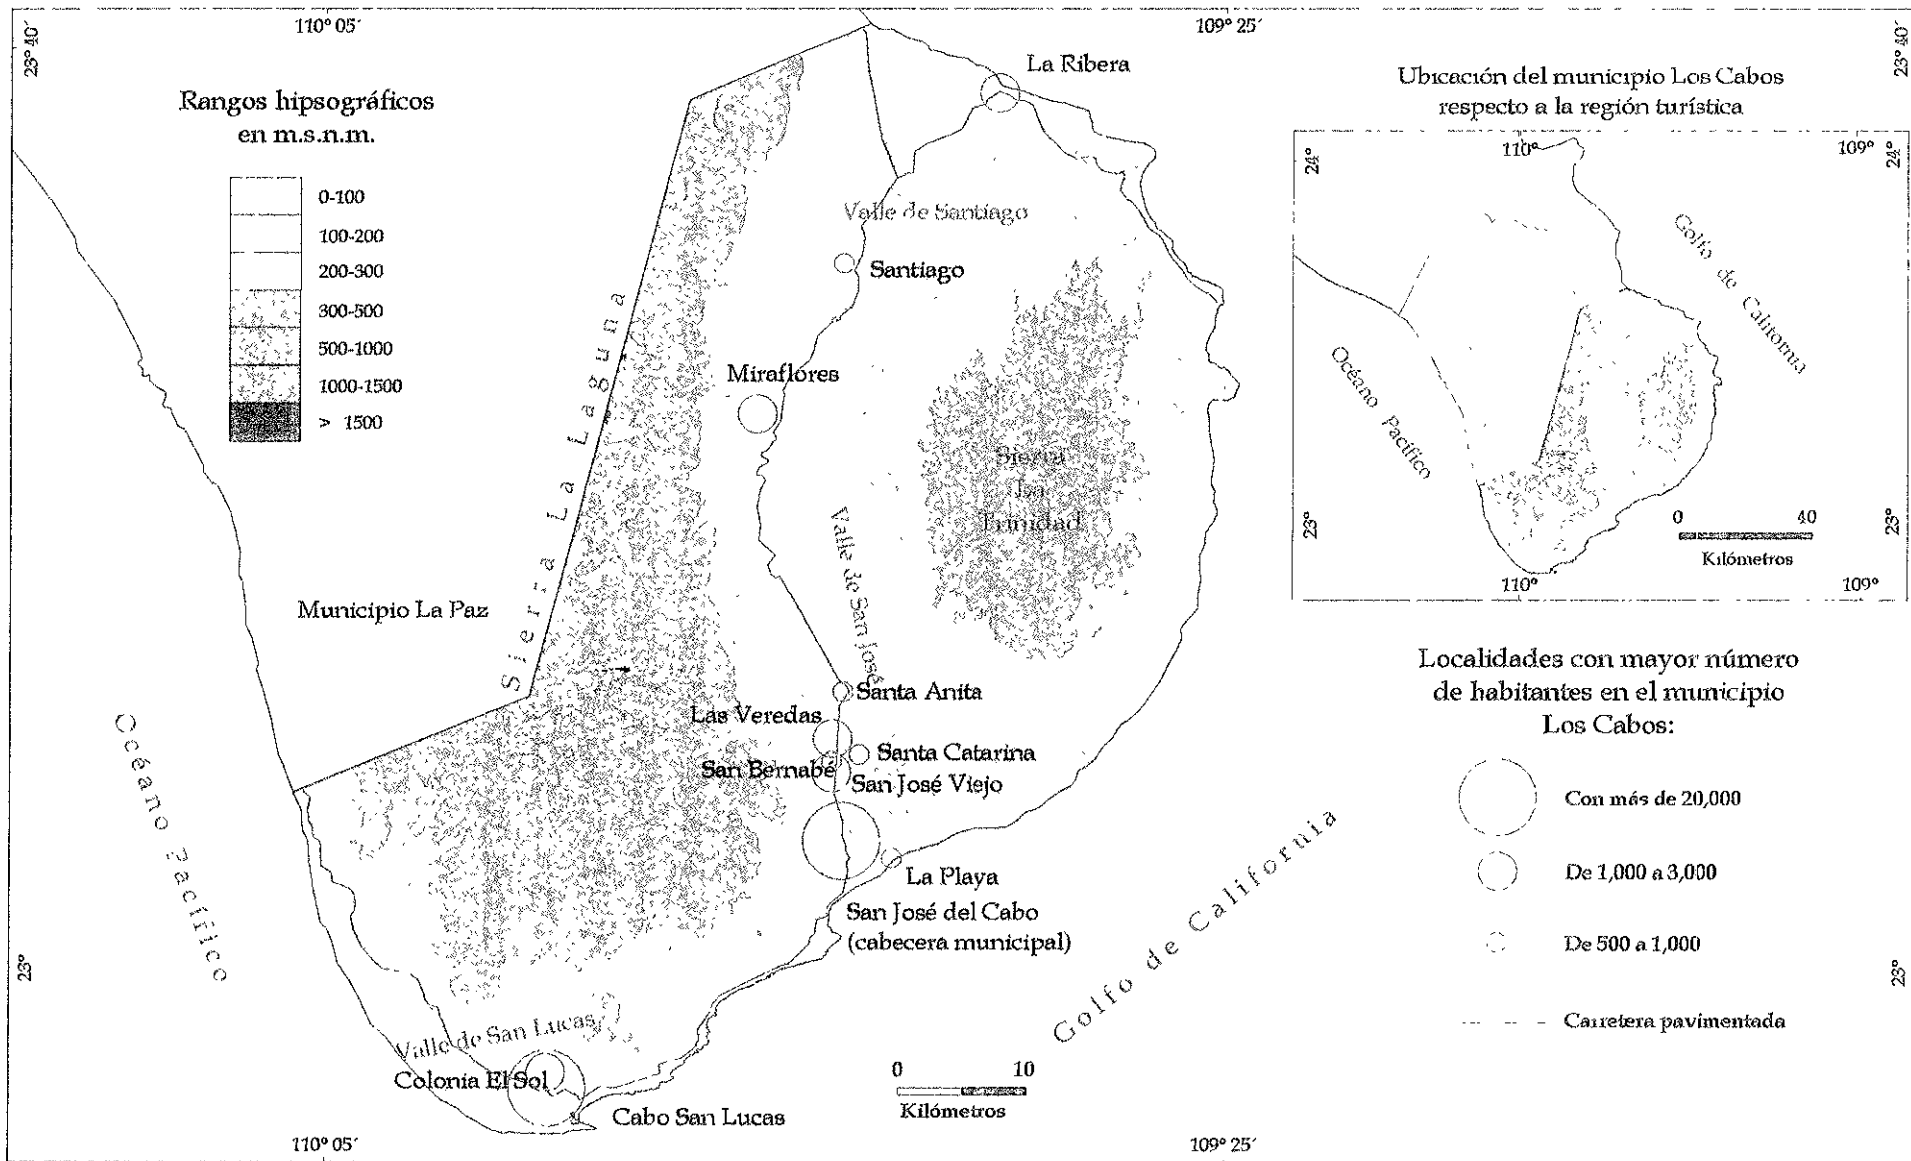 110° 05´
109° 25´
23° 40´
23° 40´
La Ribera
Ubicación del municipio Los Cabos
respecto a la región turística
Rangos hipsográficos
en m.s.n.m.
0-100
100-200
200-300
300-500
500-1000
1000-1500
> 1500
110°
109°
24°
24°
Golfo de California
Océano Pacífico
23°
23°
0 40
Kilómetros
110°
109°
Valle de Santiago
Santiago
Sierra La Laguna
Miraflores
Sierra
La
Trinidad
Valle de San José
Municipio La Paz
Santa Anita
Las Veredas
Santa Catarina
San Bernabé
San José Viejo
La Playa
San José del Cabo
(cabecera municipal)
Océano Pacífico
Golfo de California
Localidades con mayor número
de habitantes en el municipio
Los Cabos:
Con más de 20,000
De 1,000 a 3,000
De 500 a 1,000
Carretera pavimentada
23°
23°
Valle de San Lucas
Colonia El Sol
Cabo San Lucas
0 10
Kilómetros
110° 05´
109° 25´